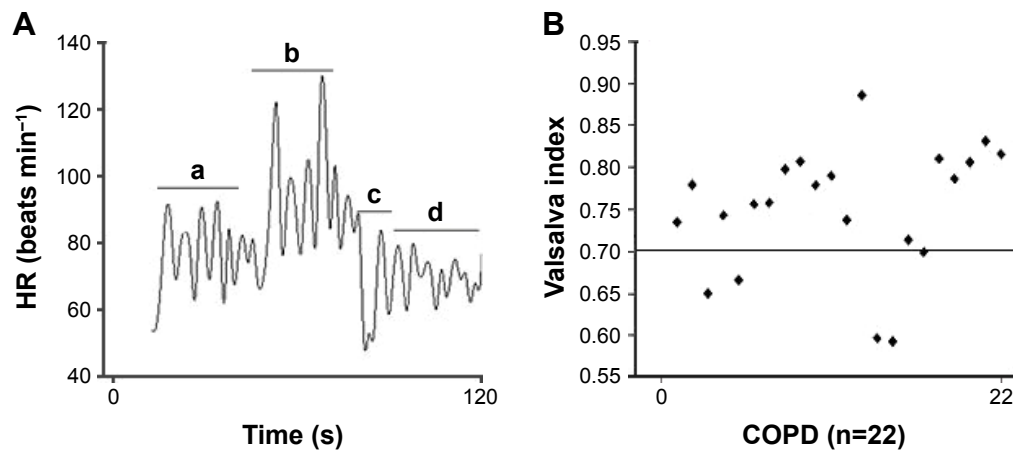 A
140
120
100
80
60
40
HR (beats min⁻¹)
a
b
c
d
0
120
Time (s)
B
0.95
0.90
0.85
0.80
0.75
0.70
0.65
0.60
0.55
Valsalva index
0
22
COPD (n=22)